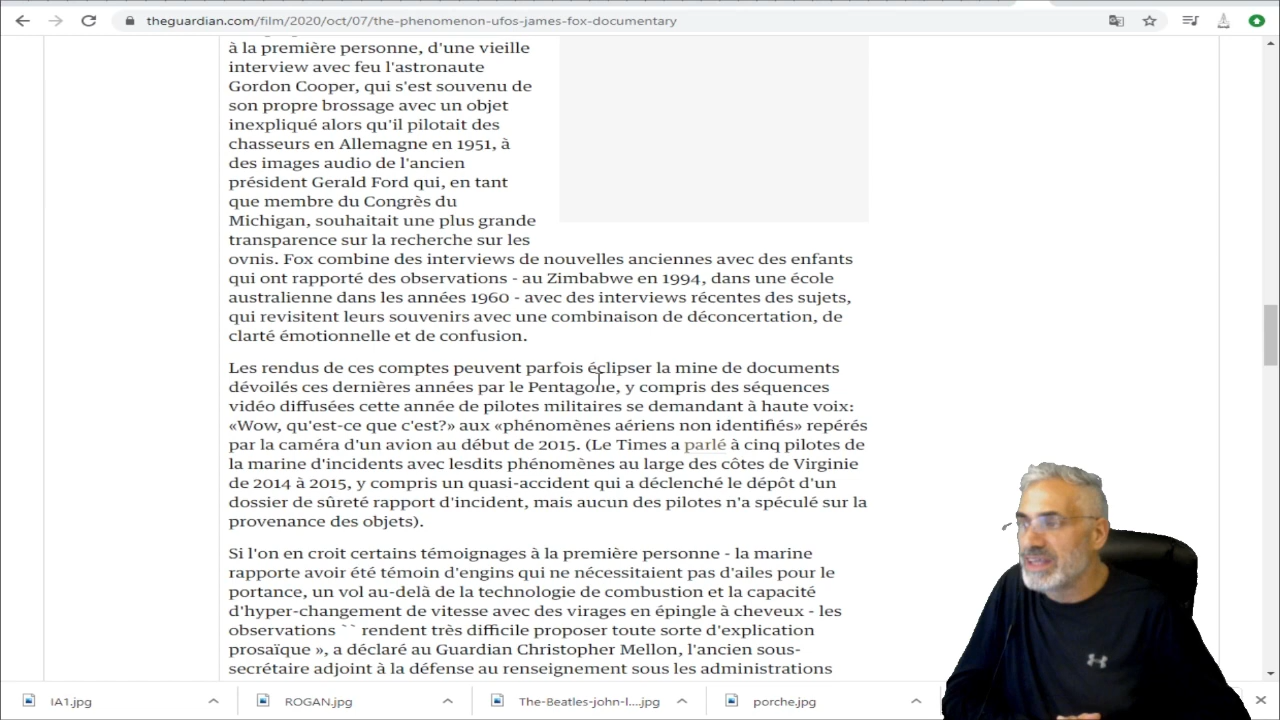 theguardian.com/film/2020/oct/07/the-phenomenon-ufos-james-fox-documentary
à la première personne, d'une vieille
interview avec feu l'astronaute
Gordon Cooper, qui s'est souvenu de
son propre brossage avec un objet
inexpliqué alors qu'il pilotait des
chasseurs en Allemagne en 1951, à
des images audio de l'ancien
président Gerald Ford qui, en tant
que membre du Congrès du
Michigan, souhaitait une plus grande
transparence sur la recherche sur les
ovnis. Fox combine des interviews de nouvelles anciennes avec des enfants
qui ont rapporté des observations - au Zimbabwe en 1994, dans une école
australienne dans les années 1960 - avec des interviews récentes des sujets,
qui revisitent leurs souvenirs avec une combinaison de déconcertation, de
clarté émotionnelle et de confusion.
Les rendus de ces comptes peuvent parfois éclipser la mine de documents
dévoilés ces dernières années par le Pentagone, y compris des séquences
vidéo diffusées cette année de pilotes militaires se demandant à haute voix:
«Wow, qu'est-ce que c'est?» aux «phénomènes aériens non identifiés» repérés
par la caméra d'un avion au début de 2015. (Le Times a parlé à cinq pilotes de
la marine d'incidents avec lesdits phénomènes au large des côtes de Virginie
de 2014 à 2015, y compris un quasi-accident qui a déclenché le dépôt d'un
dossier de sûreté rapport d'incident, mais aucun des pilotes n'a spéculé sur la
provenance des objets).
Si l'on en croit certains témoignages à la première personne - la marine
rapporte avoir été témoin d'engins qui ne nécessitaient pas d'ailes pour le
portance, un vol au-delà de la technologie de combustion et la capacité
d'hyper-changement de vitesse avec des virages en épingle à cheveux - les
observations `` rendent très difficile proposer toute sorte d'explication
prosaïque », a déclaré au Guardian Christopher Mellon, l'ancien sous-
secrétaire adjoint à la défense au renseignement sous les administrations
IA1.jpg
ROGAN.jpg
The-Beatles-john-l....jpg
porche.jpg